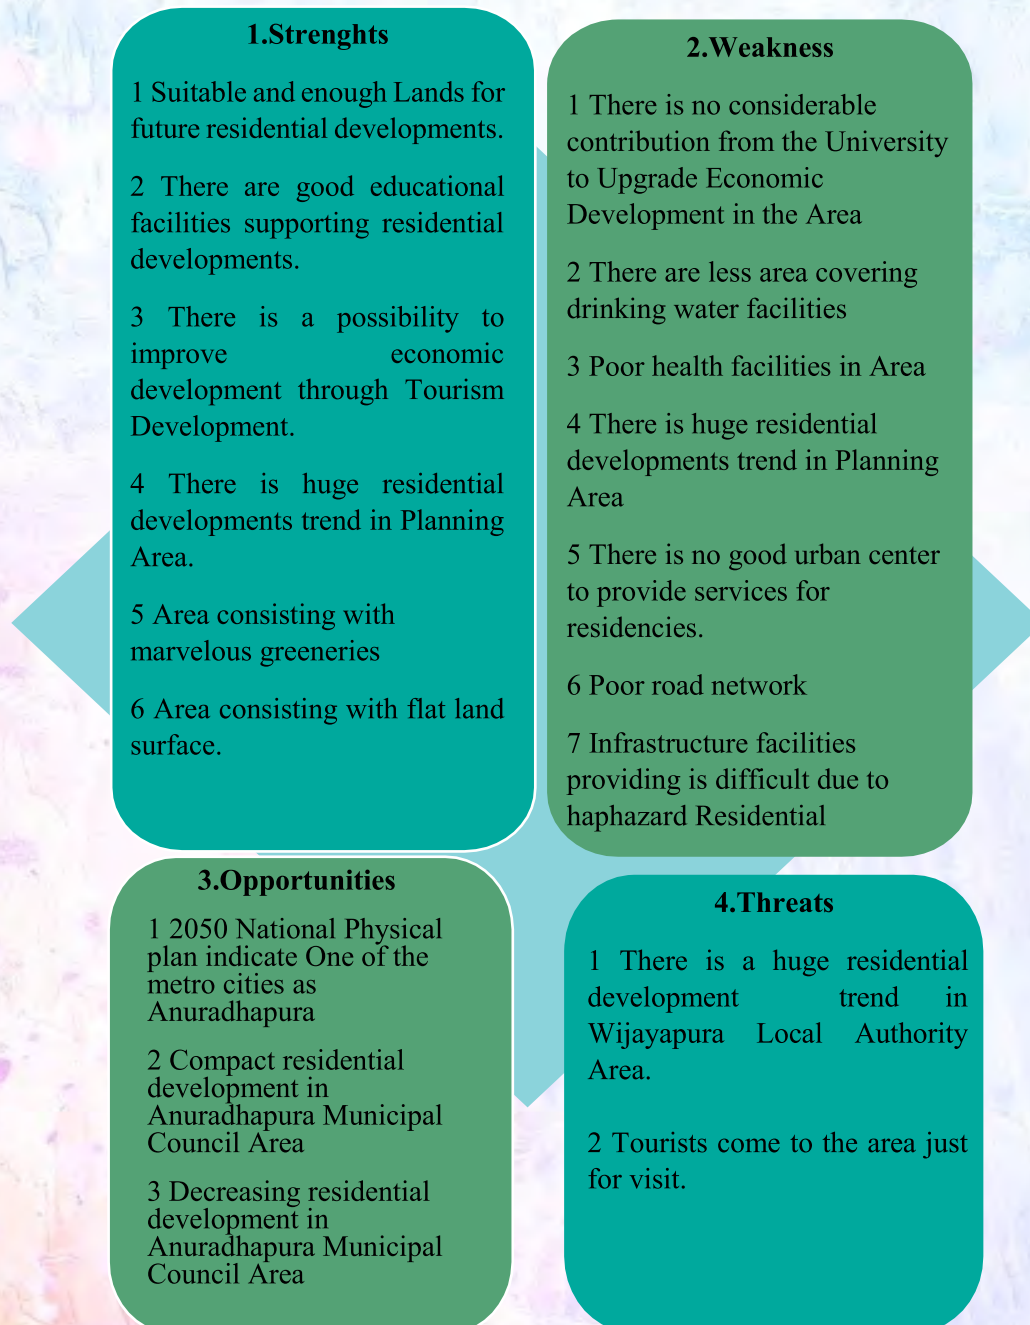 1.Strenghts
1 Suitable and enough Lands for
future residential developments.
2 There are good educational
facilities supporting residential
developments.
3 There is a possibility to
improve economic
development through Tourism
Development.
4 There is huge residential
developments trend in Planning
Area.
5 Area consisting with
marvelous greeneries
6 Area consisting with flat land
surface.
2.Weakness
1 There is no considerable
contribution from the University
to Upgrade Economic
Development in the Area
2 There are less area covering
drinking water facilities
3 Poor health facilities in Area
4 There is huge residential
developments trend in Planning
Area
5 There is no good urban center
to provide services for
residencies.
6 Poor road network
7 Infrastructure facilities
providing is difficult due to
haphazard Residential
3.Opportunities
1 2050 National Physical
plan indicate One of the
metro cities as
Anuradhapura
2 Compact residential
development in
Anuradhapura Municipal
Council Area
3 Decreasing residential
development in
Anuradhapura Municipal
Council Area
4.Threats
1 There is a huge residential
development trend in
Wijayapura Local Authority
Area.
2 Tourists come to the area just
for visit.